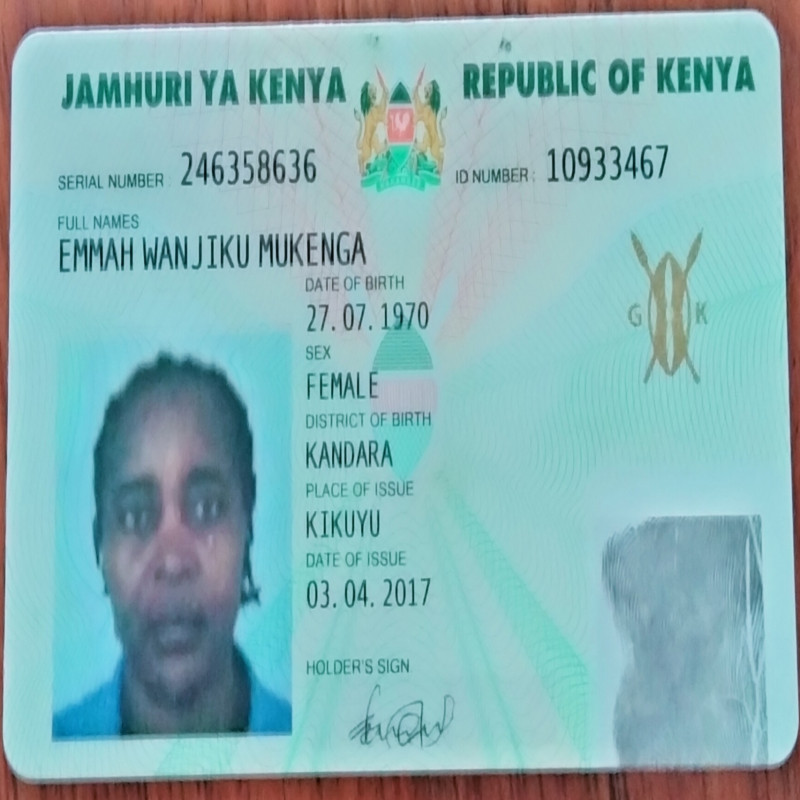 JAMHURI YA KENYA REPUBLIC OF KENYA
SERIAL NUMBER: 246358636 ID NUMBER: 10933467
FULL NAMES
EMMAH WANJIKU MUKENGA
DATE OF BIRTH
27.07.1970
SEX
FEMALE
G K
DISTRICT OF BIRTH
KANDARA
PLACE OF ISSUE
KIKUYU
DATE OF ISSUE
03.04.2017
HOLDER'S SIGN